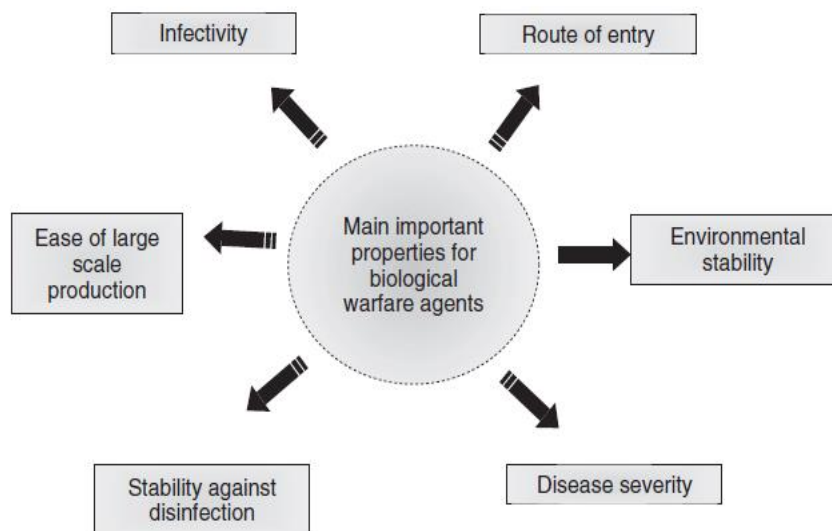 Infectivity
Route of entry
Ease of large
scale
production
Main important
properties for
biological
warfare agents
Environmental
stability
Stability against
disinfection
Disease severity